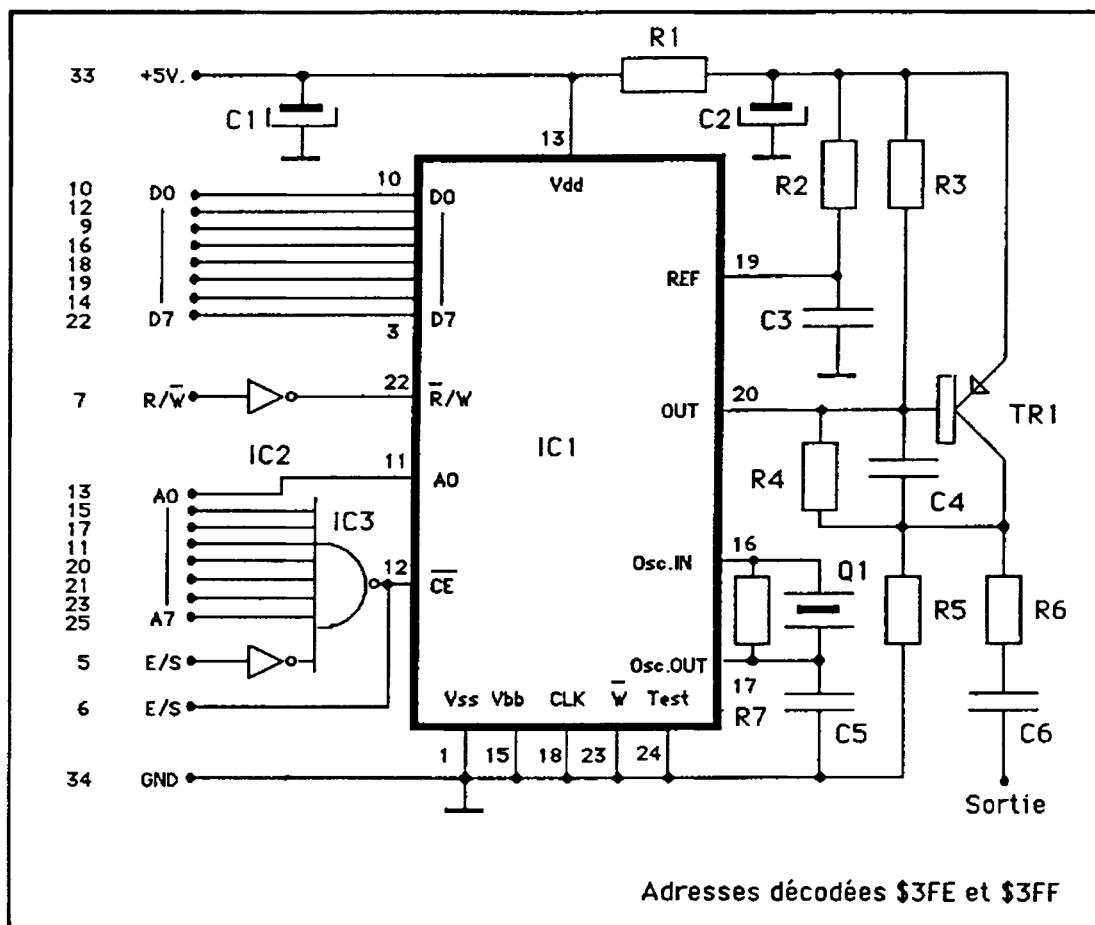 R1
33 +5V.
C1
C2
13
Vdd
R2
R3
10 D0 10 D0
12
9
16
18
19
14
22 D7 3 D7
REF 19
C3
7 R/W̅ 22 R̅/W
OUT 20
TR1
IC1
IC2
11 A0
R4
C4
13 A0
15
17
11
20
21
23
25 A7
IC3
12 C̅E̅
Osc.IN 16
Q1
R5
R6
5 E/S
Osc.OUT
17
R7
6 E/S
Vss Vbb CLK W̅ Test
C5
C6
1 15 18 23 24
34 GND
Sortie
Adresses décodées $3FE et $3FF